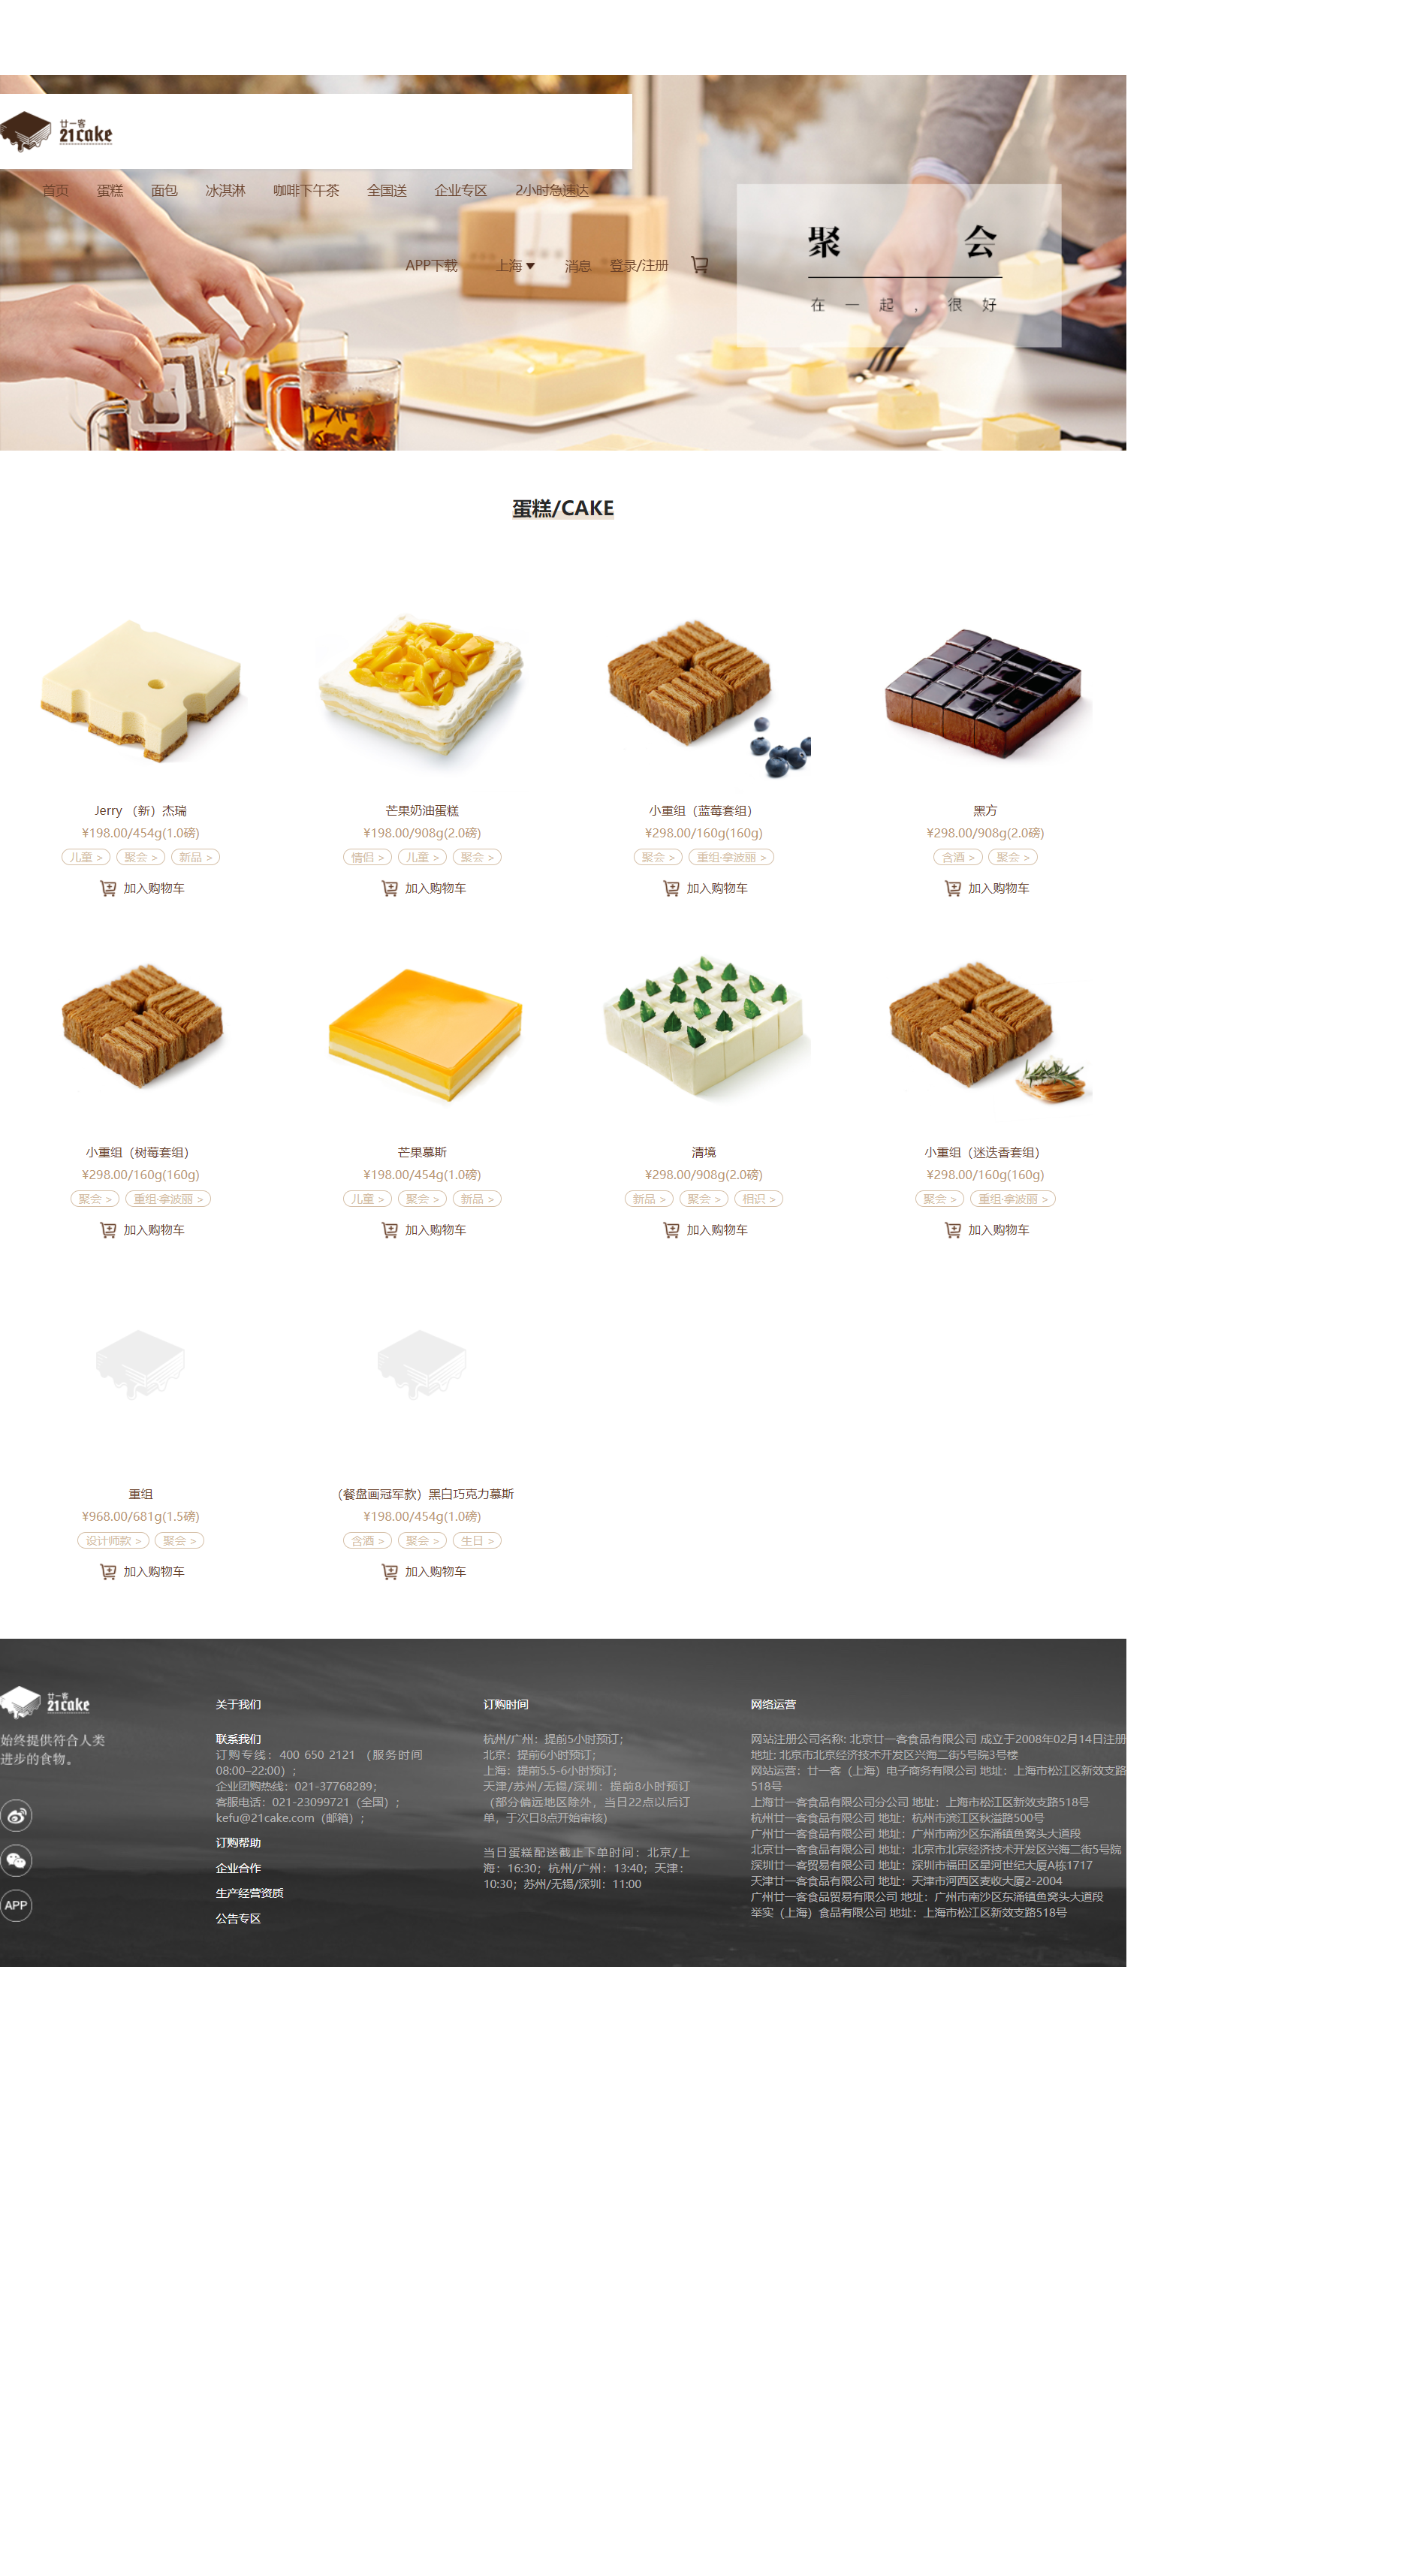 廿一客
21cake
首页 蛋糕 面包 冰淇淋 咖啡下午茶 全国送 企业专区 2小时急速达
APP下载 上海 消息 登录/注册
聚 会
在 一 起 ， 很 好
蛋糕/CAKE
Jerry （新）杰瑞
¥198.00/454g(1.0磅)
儿童 > 聚会 > 新品 >
加入购物车
芒果奶油蛋糕
¥198.00/908g(2.0磅)
情侣 > 儿童 > 聚会 >
加入购物车
小重组（蓝莓套组）
¥298.00/160g(160g)
聚会 > 重组·拿波丽 >
加入购物车
黑方
¥298.00/908g(2.0磅)
含酒 > 聚会 >
加入购物车
小重组（树莓套组）
¥298.00/160g(160g)
聚会 > 重组·拿波丽 >
加入购物车
芒果慕斯
¥198.00/454g(1.0磅)
儿童 > 聚会 > 新品 >
加入购物车
清境
¥298.00/908g(2.0磅)
新品 > 聚会 > 相识 >
加入购物车
小重组（迷迭香套组）
¥298.00/160g(160g)
聚会 > 重组·拿波丽 >
加入购物车
重组
¥968.00/681g(1.5磅)
设计师款 > 聚会 >
加入购物车
（餐盘画冠军款）黑白巧克力慕斯
¥198.00/454g(1.0磅)
含酒 > 聚会 > 生日 >
加入购物车
廿一客
21cake
始终提供符合人类
进步的食物。
APP
关于我们
联系我们
订购专线：400 650 2121 （服务时间
08:00–22:00）；
企业团购热线：021-37768289；
客服电话：021-23099721（全国）；
kefu@21cake.com（邮箱）；
订购帮助
企业合作
生产经营资质
公告专区
订购时间
杭州/广州：提前5小时预订；
北京：提前6小时预订；
上海：提前5.5-6小时预订；
天津/苏州/无锡/深圳：提前8小时预订
（部分偏远地区除外，当日22点以后订
单，于次日8点开始审核）
当日蛋糕配送截止下单时间：北京/上
海：16:30；杭州/广州：13:40；天津：
10:30；苏州/无锡/深圳：11:00
网络运营
网站注册公司名称: 北京廿一客食品有限公司 成立于2008年02月14日注册
地址: 北京市北京经济技术开发区兴海二街5号院3号楼
网站运营：廿一客（上海）电子商务有限公司 地址：上海市松江区新效支路
518号
上海廿一客食品有限公司分公司 地址：上海市松江区新效支路518号
杭州廿一客食品有限公司 地址：杭州市滨江区秋溢路500号
广州廿一客食品有限公司 地址：广州市南沙区东涌镇鱼窝头大道段
北京廿一客食品有限公司 地址：北京市北京经济技术开发区兴海二街5号院
深圳廿一客贸易有限公司 地址：深圳市福田区星河世纪大厦A栋1717
天津廿一客食品有限公司 地址：天津市河西区麦收大厦2-2004
广州廿一客食品贸易有限公司 地址：广州市南沙区东涌镇鱼窝头大道段
举实（上海）食品有限公司 地址：上海市松江区新效支路518号